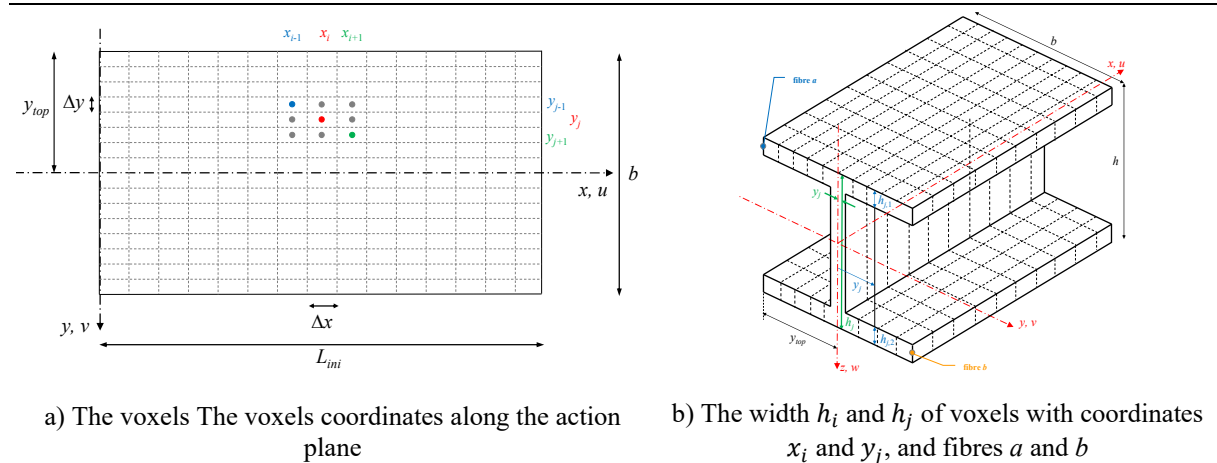 x_{i-1} x_i x_{i+1}
y_{top}
Δy
y_{j-1}
y_j
y_{j+1}
x, u
b
Δx
y, v
L_{ini}
b
x, u
fibre a
h
y_j
h_{j,1}
y_j
h_j
h_{j,2}
y_{top}
y, v
z, w
fibre b
a) The voxels The voxels coordinates along the action
plane
b) The width h_i and h_j of voxels with coordinates
x_i and y_j, and fibres a and b